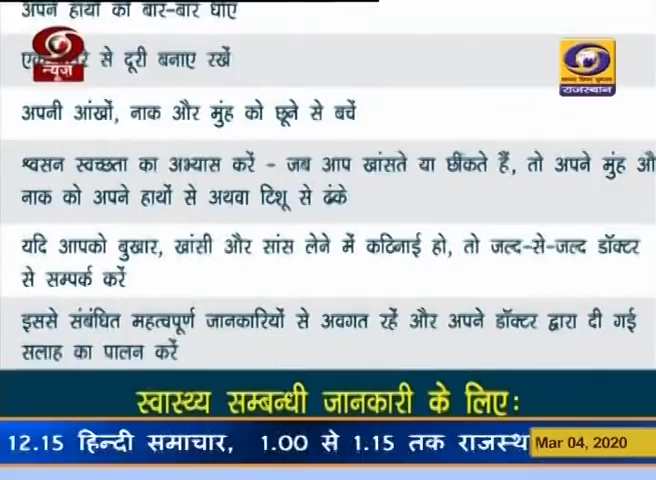 अपने हाथों को बार-बार धोएं
से दूरी बनाए रखें
न्यूज़
राजस्थान
अपनी आंखों, नाक और मुंह को छूने से बचें
श्वसन स्वच्छता का अभ्यास करें - जब आप खांसते या छींकते हैं, तो अपने मुंह औ
नाक को अपने हाथों से अथवा टिशू से ढंके
यदि आपको बुखार, खांसी और सांस लेने में कठिनाई हो, तो जल्द-से-जल्द डॉक्टर
से सम्पर्क करें
इससे संबंधित महत्वपूर्ण जानकारियों से अवगत रहें और अपने डॉक्टर द्वारा दी गई
सलाह का पालन करें
स्वास्थ्य सम्बन्धी जानकारी के लिए:
12.15 हिन्दी समाचार, 1.00 से 1.15 तक राजस्थ
Mar 04, 2020